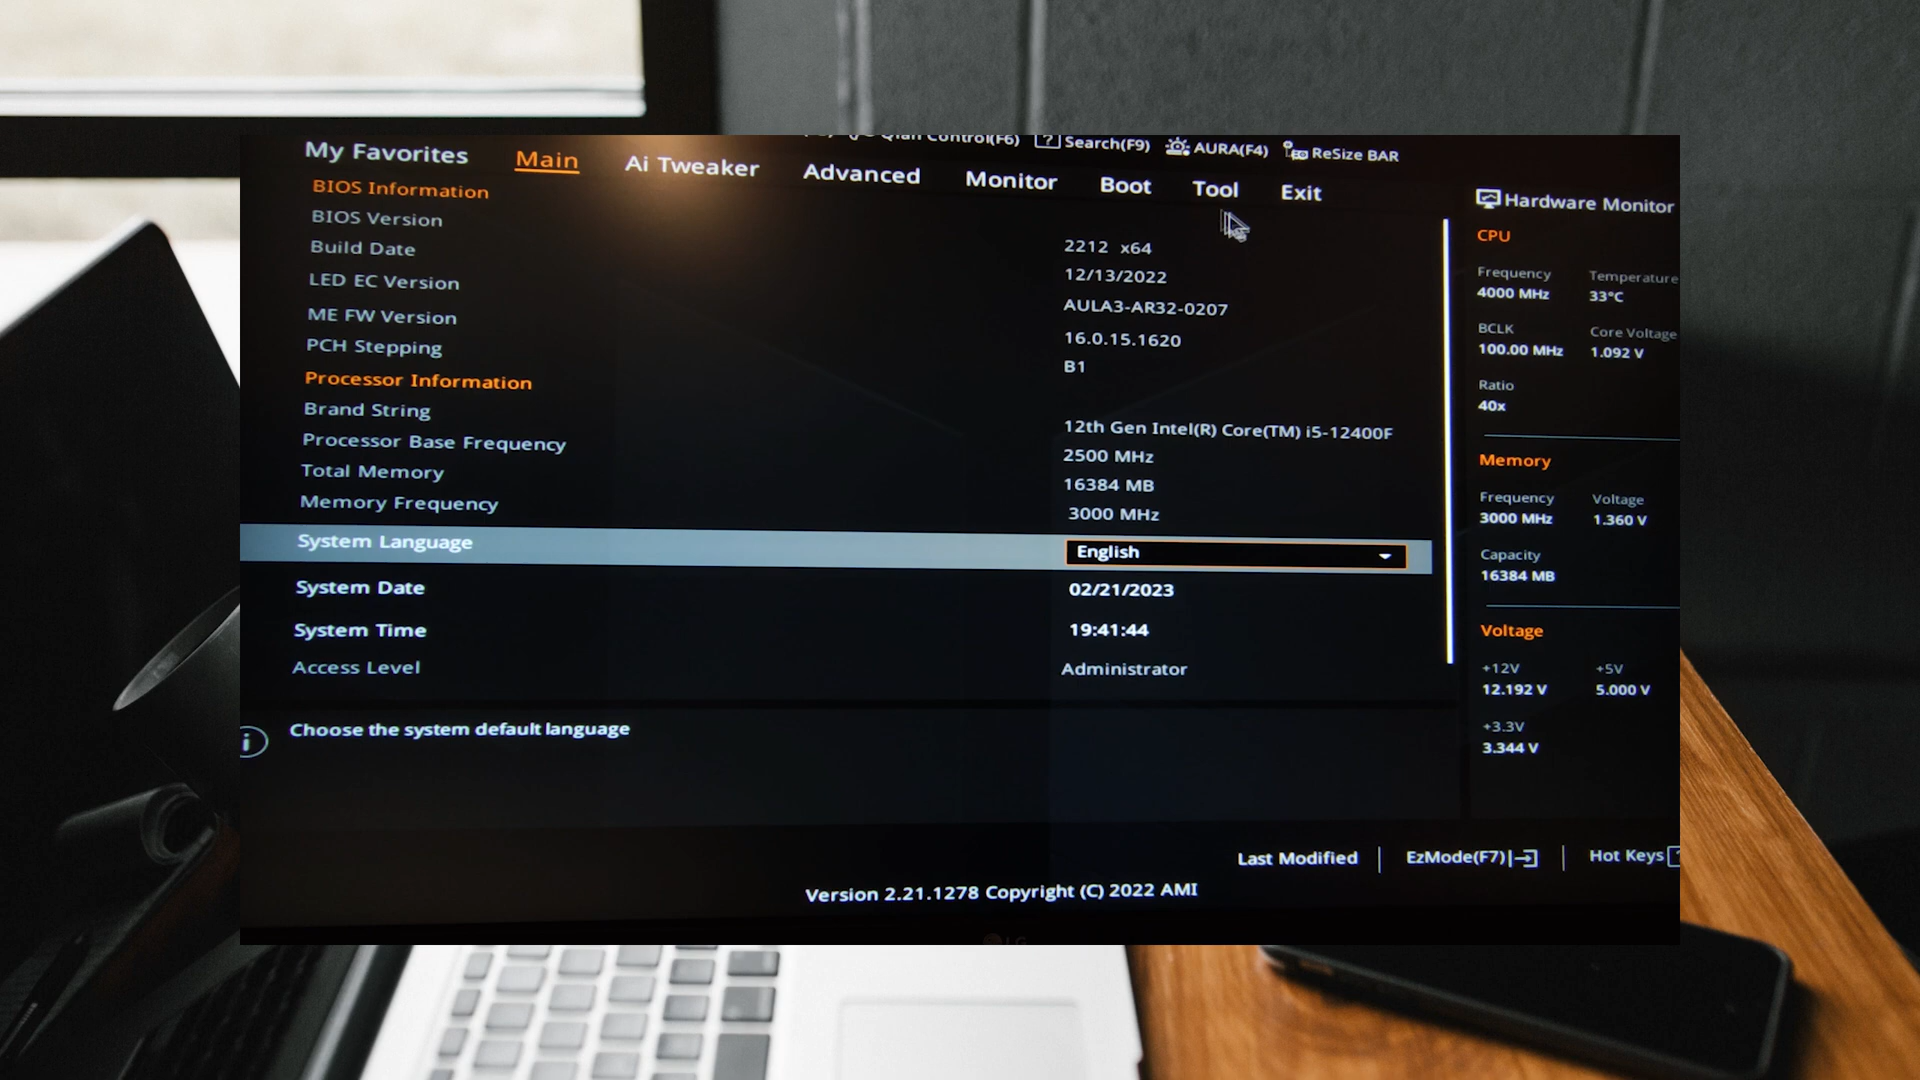 Qfan Control(F6) Search(F9) AURA(F4) ReSize BAR
My Favorites Main Ai Tweaker Advanced Monitor Boot Tool Exit
Hardware Monitor
BIOS Information
BIOS Version 2212 x64
Build Date 12/13/2022
LED EC Version AULA3-AR32-0207
ME FW Version 16.0.15.1620
PCH Stepping B1
Processor Information
Brand String 12th Gen Intel(R) Core(TM) i5-12400F
Processor Base Frequency 2500 MHz
Total Memory 16384 MB
Memory Frequency 3000 MHz
System Language English
System Date 02/21/2023
System Time 19:41:44
Access Level Administrator
Choose the system default language
CPU
Frequency Temperature
4000 MHz 33°C
BCLK Core Voltage
100.00 MHz 1.092 V
Ratio
40x
Memory
Frequency Voltage
3000 MHz 1.360 V
Capacity
16384 MB
Voltage
+12V +5V
12.192 V 5.000 V
+3.3V
3.344 V
Last Modified EzMode(F7) Hot Keys
Version 2.21.1278 Copyright (C) 2022 AMI
LG